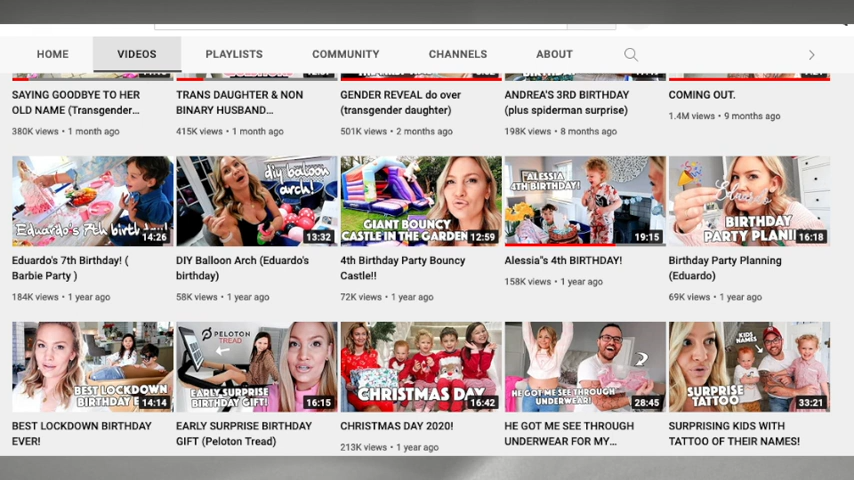 HOME VIDEOS PLAYLISTS COMMUNITY CHANNELS ABOUT
SAYING GOODBYE TO HER
OLD NAME (Transgender...
380K views • 1 month ago
TRANS DAUGHTER & NON
BINARY HUSBAND...
415K views • 1 month ago
GENDER REVEAL do over
(transgender daughter)
501K views • 2 months ago
ANDREA'S 3RD BIRTHDAY
(plus spiderman surprise)
198K views • 8 months ago
COMING OUT.
1.4M views • 9 months ago
Eduardo's 7th birthday!
14:26
Eduardo's 7th Birthday! (
Barbie Party )
184K views • 1 year ago
diy baloon
arch!
13:32
DIY Balloon Arch (Eduardo's
birthday)
58K views • 1 year ago
GIANT BOUNCY
CASTLE IN THE GARDEN
12:59
4th Birthday Party Bouncy
Castle!!
72K views • 1 year ago
ALESSIA
4TH BIRTHDAY!
19:15
Alessia"s 4th BIRTHDAY!
158K views • 1 year ago
BIRTHDAY
PARTY PLANII
16:18
Birthday Party Planning
(Eduardo)
69K views • 1 year ago
BEST LOCKDOWN
BIRTHDAY E
14:14
BEST LOCKDOWN BIRTHDAY
EVER!
PELOTON
TREAD
EARLY SURPRISE
BIRTHDAY GIFT!
16:15
EARLY SURPRISE BIRTHDAY
GIFT (Peloton Tread)
CHRISTMAS DAY
16:42
CHRISTMAS DAY 2020!
213K views • 1 year ago
HE GOT ME SEE THROUGH
UNDERWEAR!
28:45
HE GOT ME SEE THROUGH
UNDERWEAR FOR MY...
KIDS
NAMES
SURPRISE
TATTOO
33:21
SURPRISING KIDS WITH
TATTOO OF THEIR NAMES!